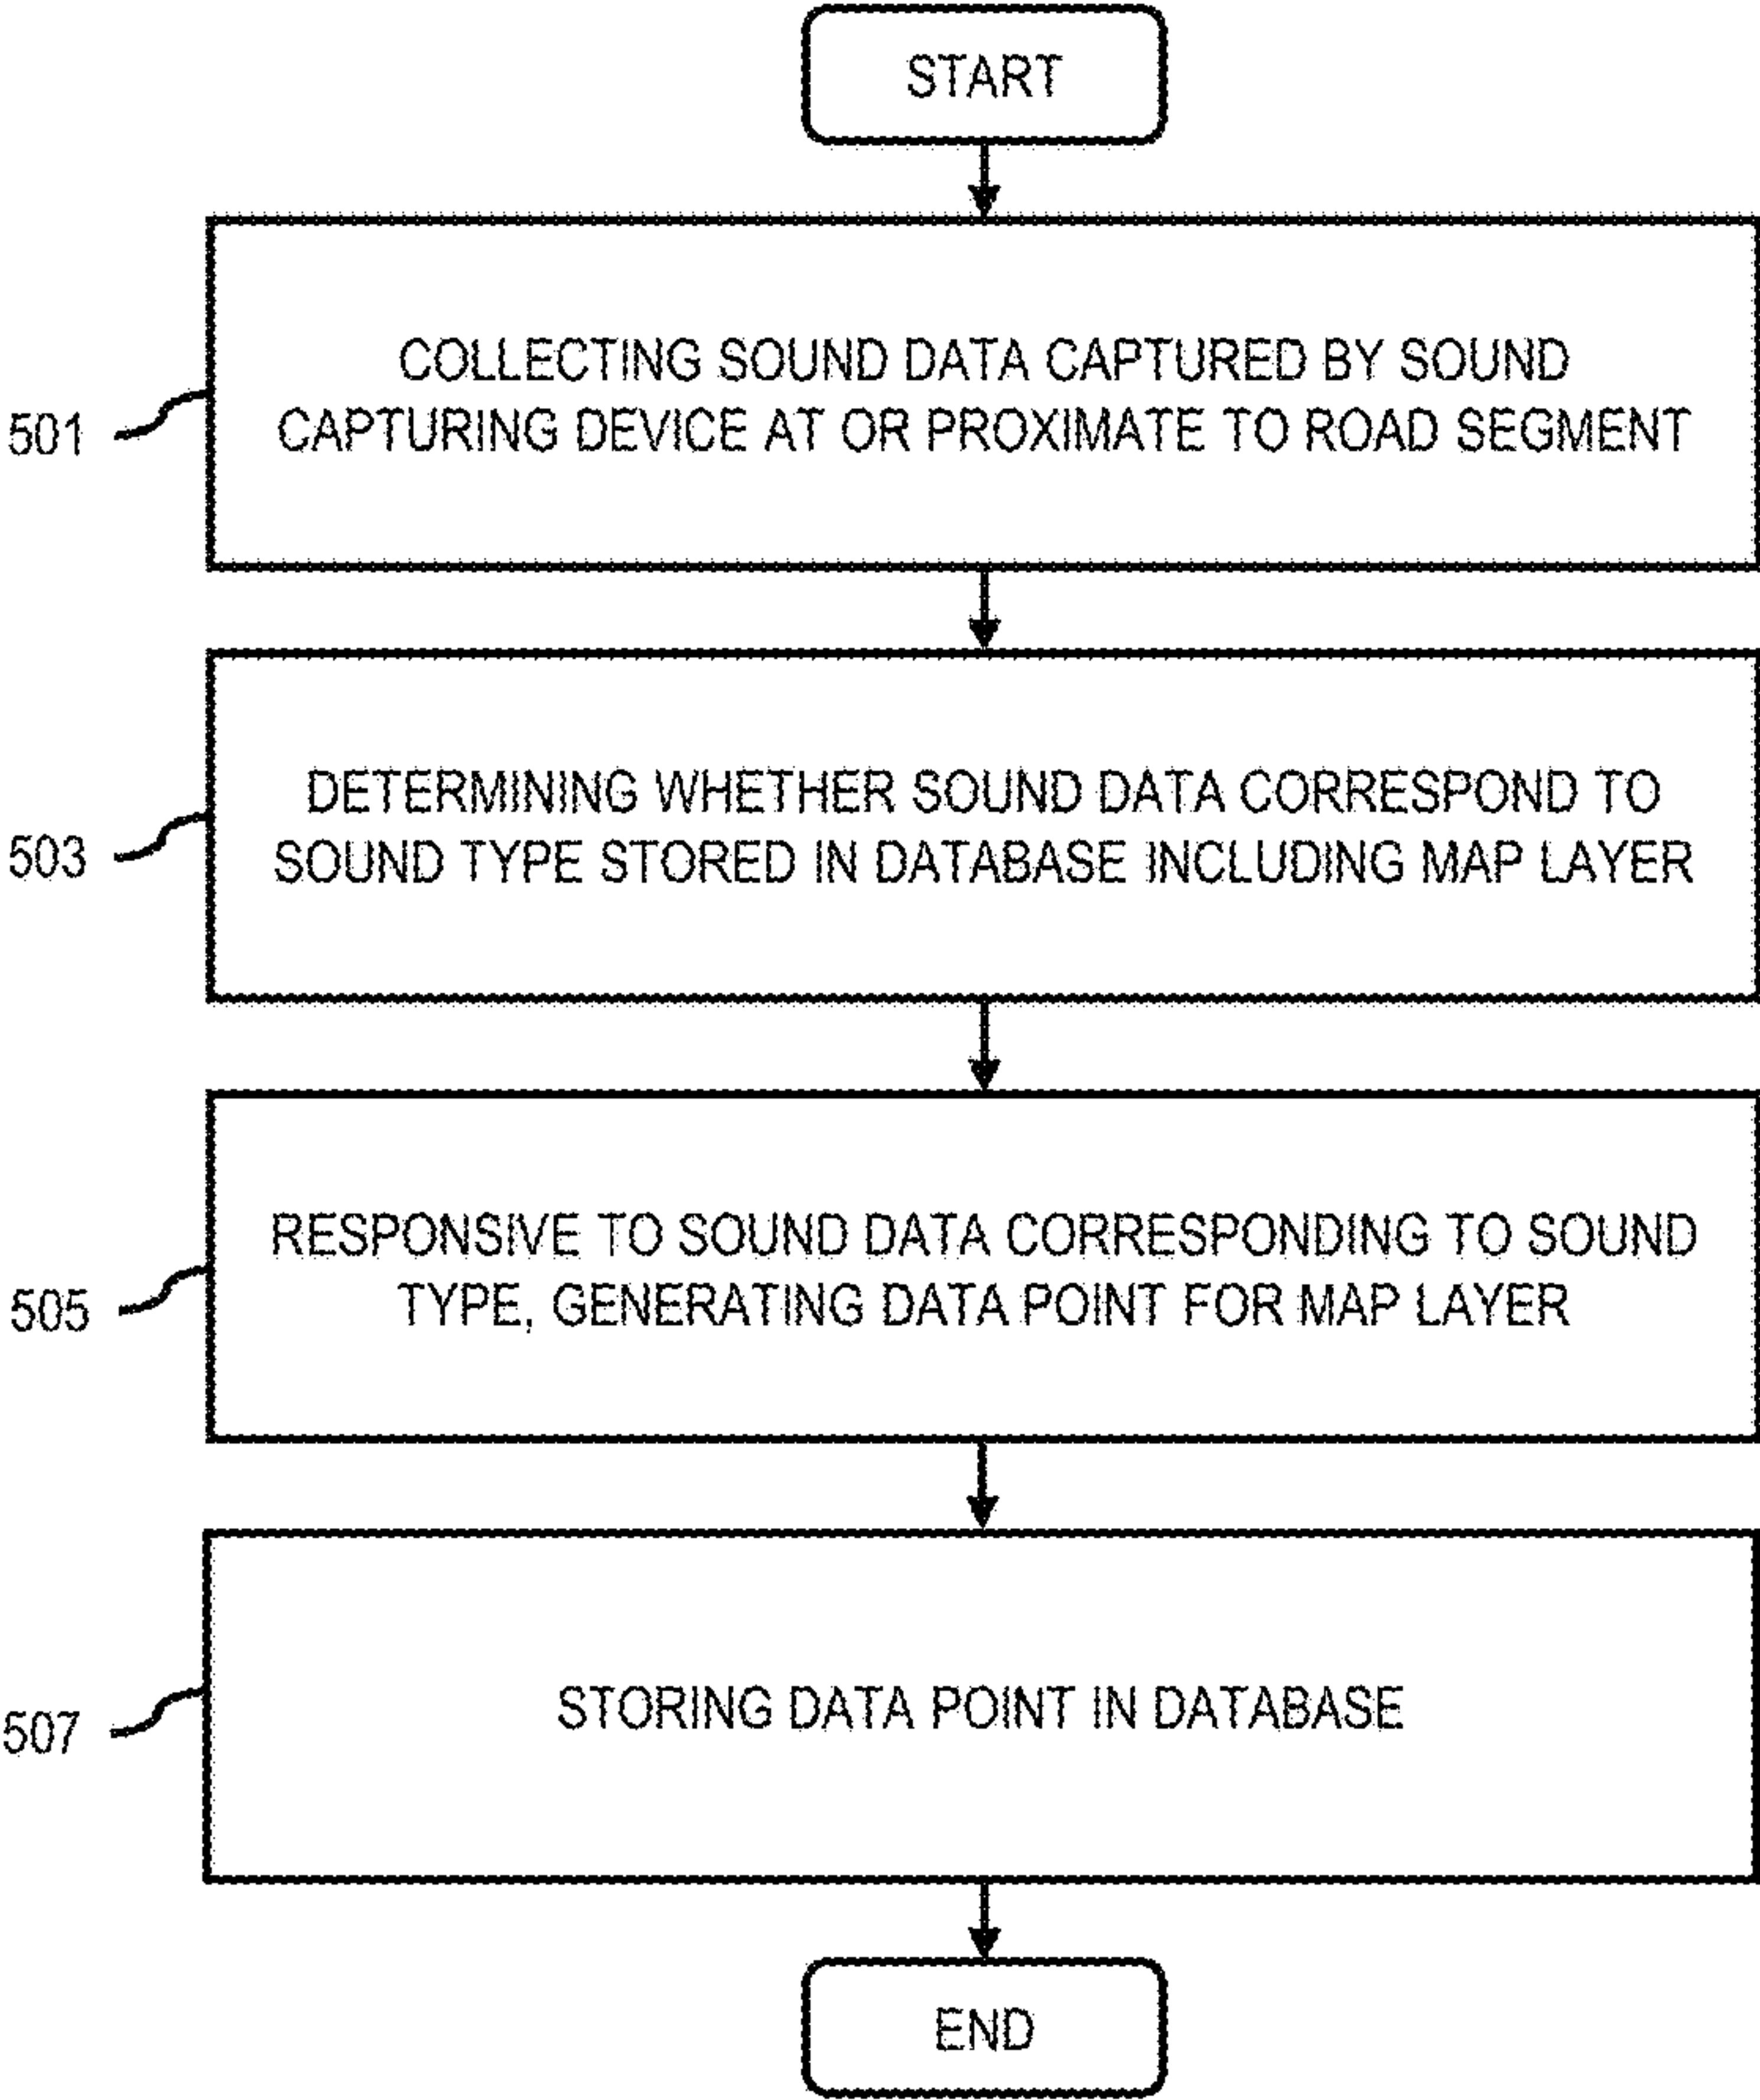 START
COLLECTING SOUND DATA CAPTURED BY SOUND
CAPTURING DEVICE AT OR PROXIMATE TO ROAD SEGMENT
501
DETERMINING WHETHER SOUND DATA CORRESPOND TO
SOUND TYPE STORED IN DATABASE INCLUDING MAP LAYER
503
RESPONSIVE TO SOUND DATA CORRESPONDING TO SOUND
TYPE, GENERATING DATA POINT FOR MAP LAYER
505
STORING DATA POINT IN DATABASE
507
END